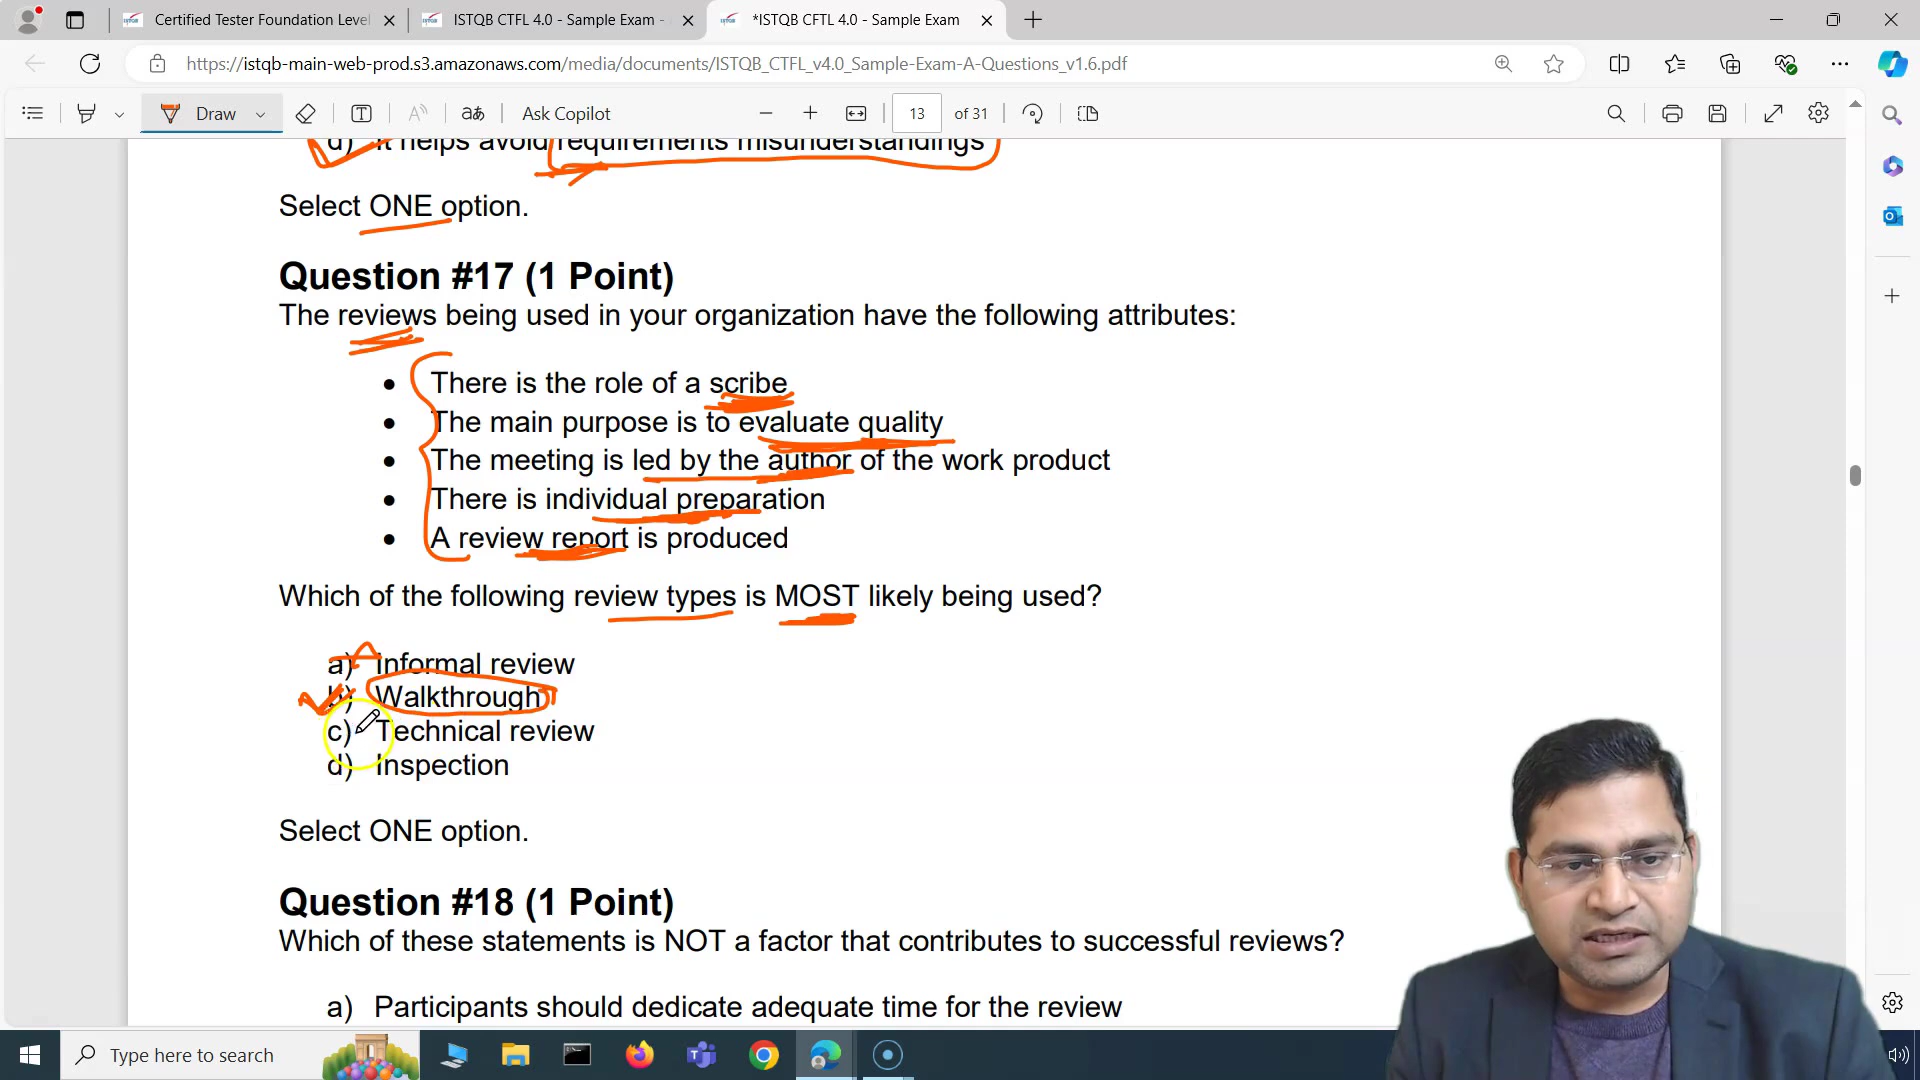 Certified Tester Foundation Level
ISTQB CTFL 4.0 - Sample Exam -
*ISTQB CFTL 4.0 - Sample Exam
https://istqb-main-web-prod.s3.amazonaws.com/media/documents/ISTQB_CTFL_v4.0_Sample-Exam-A-Questions_v1.6.pdf
Draw
Ask Copilot
13 of 31
d) It helps avoid requirements misunderstandings
Select ONE option.
Question #17 (1 Point)
The reviews being used in your organization have the following attributes:
• There is the role of a scribe
• The main purpose is to evaluate quality
• The meeting is led by the author of the work product
• There is individual preparation
• A review report is produced
Which of the following review types is MOST likely being used?
a) Informal review
b) Walkthrough
c) Technical review
d) Inspection
Select ONE option.
Question #18 (1 Point)
Which of these statements is NOT a factor that contributes to successful reviews?
a) Participants should dedicate adequate time for the review
Type here to search